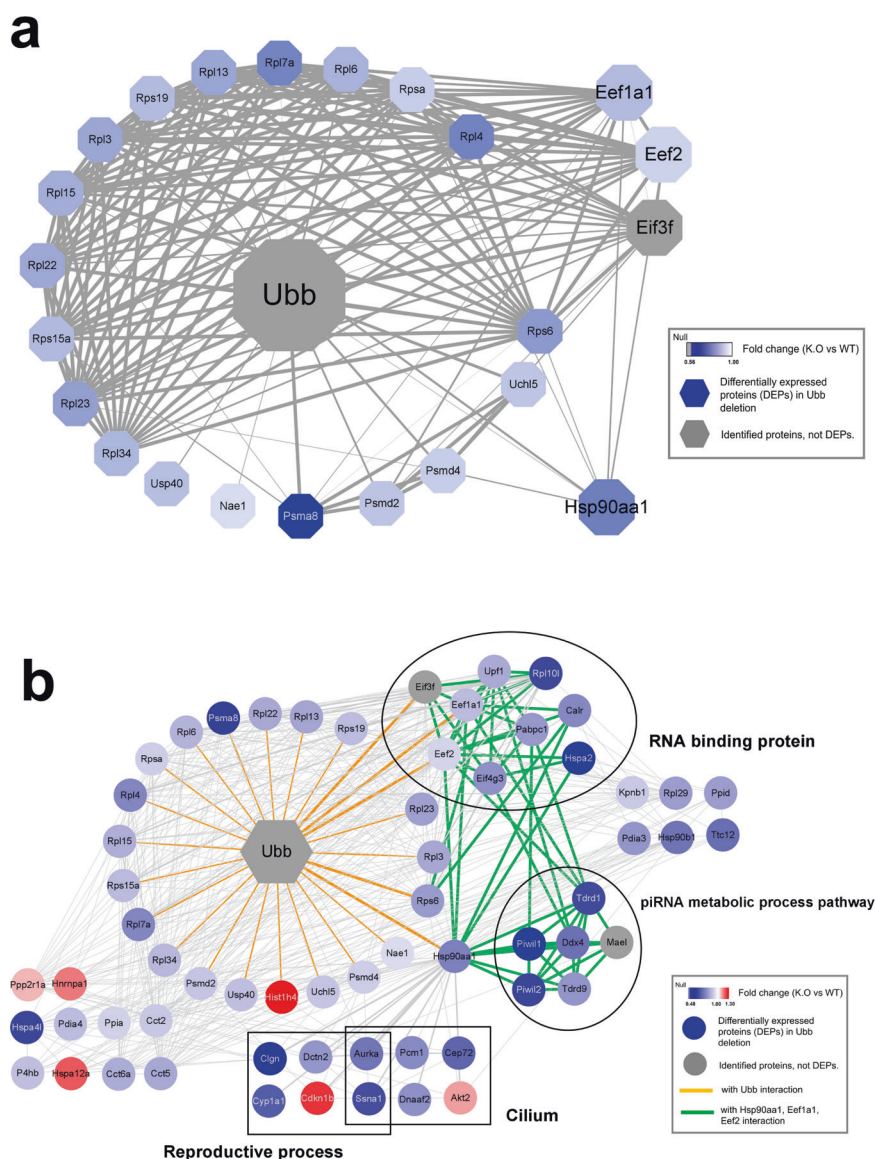 a
Rpl7a
Rpl6
Rpl13
Rpsa
Rps19
Eef1a1
Rpl3
Rpl4
Eef2
Rpl15
Eif3f
Rpl22
Ubb
Rps15a
Rps6
Uchl5
Rpl23
Rpl34
Psmd4
Usp40
Nae1
Psma8
Psmd2
Hsp90aa1
Null
0.56
1.00
Fold change (K.O vs WT)
Differentially expressed
proteins (DEPs) in Ubb
deletion
Identified proteins, not DEPs.
b
Upf1
Rpl10l
Eif3f
Eef1a1
Calr
Pabpc1
Eef2
Hspa2
Eif4g3
RNA binding protein
Psma8
Rpl22
Rpl13
Rps19
Rpl6
Rpsa
Rpl4
Rpl15
Rps15a
Rpl7a
Rpl34
Ubb
Rpl23
Rpl3
Rps6
Kpnb1
Rpl29
Ppid
Pdia3
Hsp90b1
Ttc12
piRNA metabolic process pathway
Tdrd1
Piwil1
Ddx4
Mael
Piwil2
Tdrd9
Hsp90aa1
Nae1
Psmd4
Uchl5
Hist1h4
Usp40
Psmd2
Ppp2r1a
Hnrnpa1
Hspa4l
Pdia4
Ppia
Cct2
P4hb
Hspa12a
Cct6a
Cct5
Clgn
Dctn2
Aurka
Pcm1
Cep72
Cyp1a1
Cdkn1b
Ssna1
Dnaaf2
Akt2
Cilium
Reproductive process
Null
0.48
1.00
1.30
Fold change (K.O vs WT)
Differentially expressed
proteins (DEPs) in Ubb
deletion
Identified proteins, not DEPs.
with Ubb interaction
with Hsp90aa1, Eef1a1,
Eef2 interaction